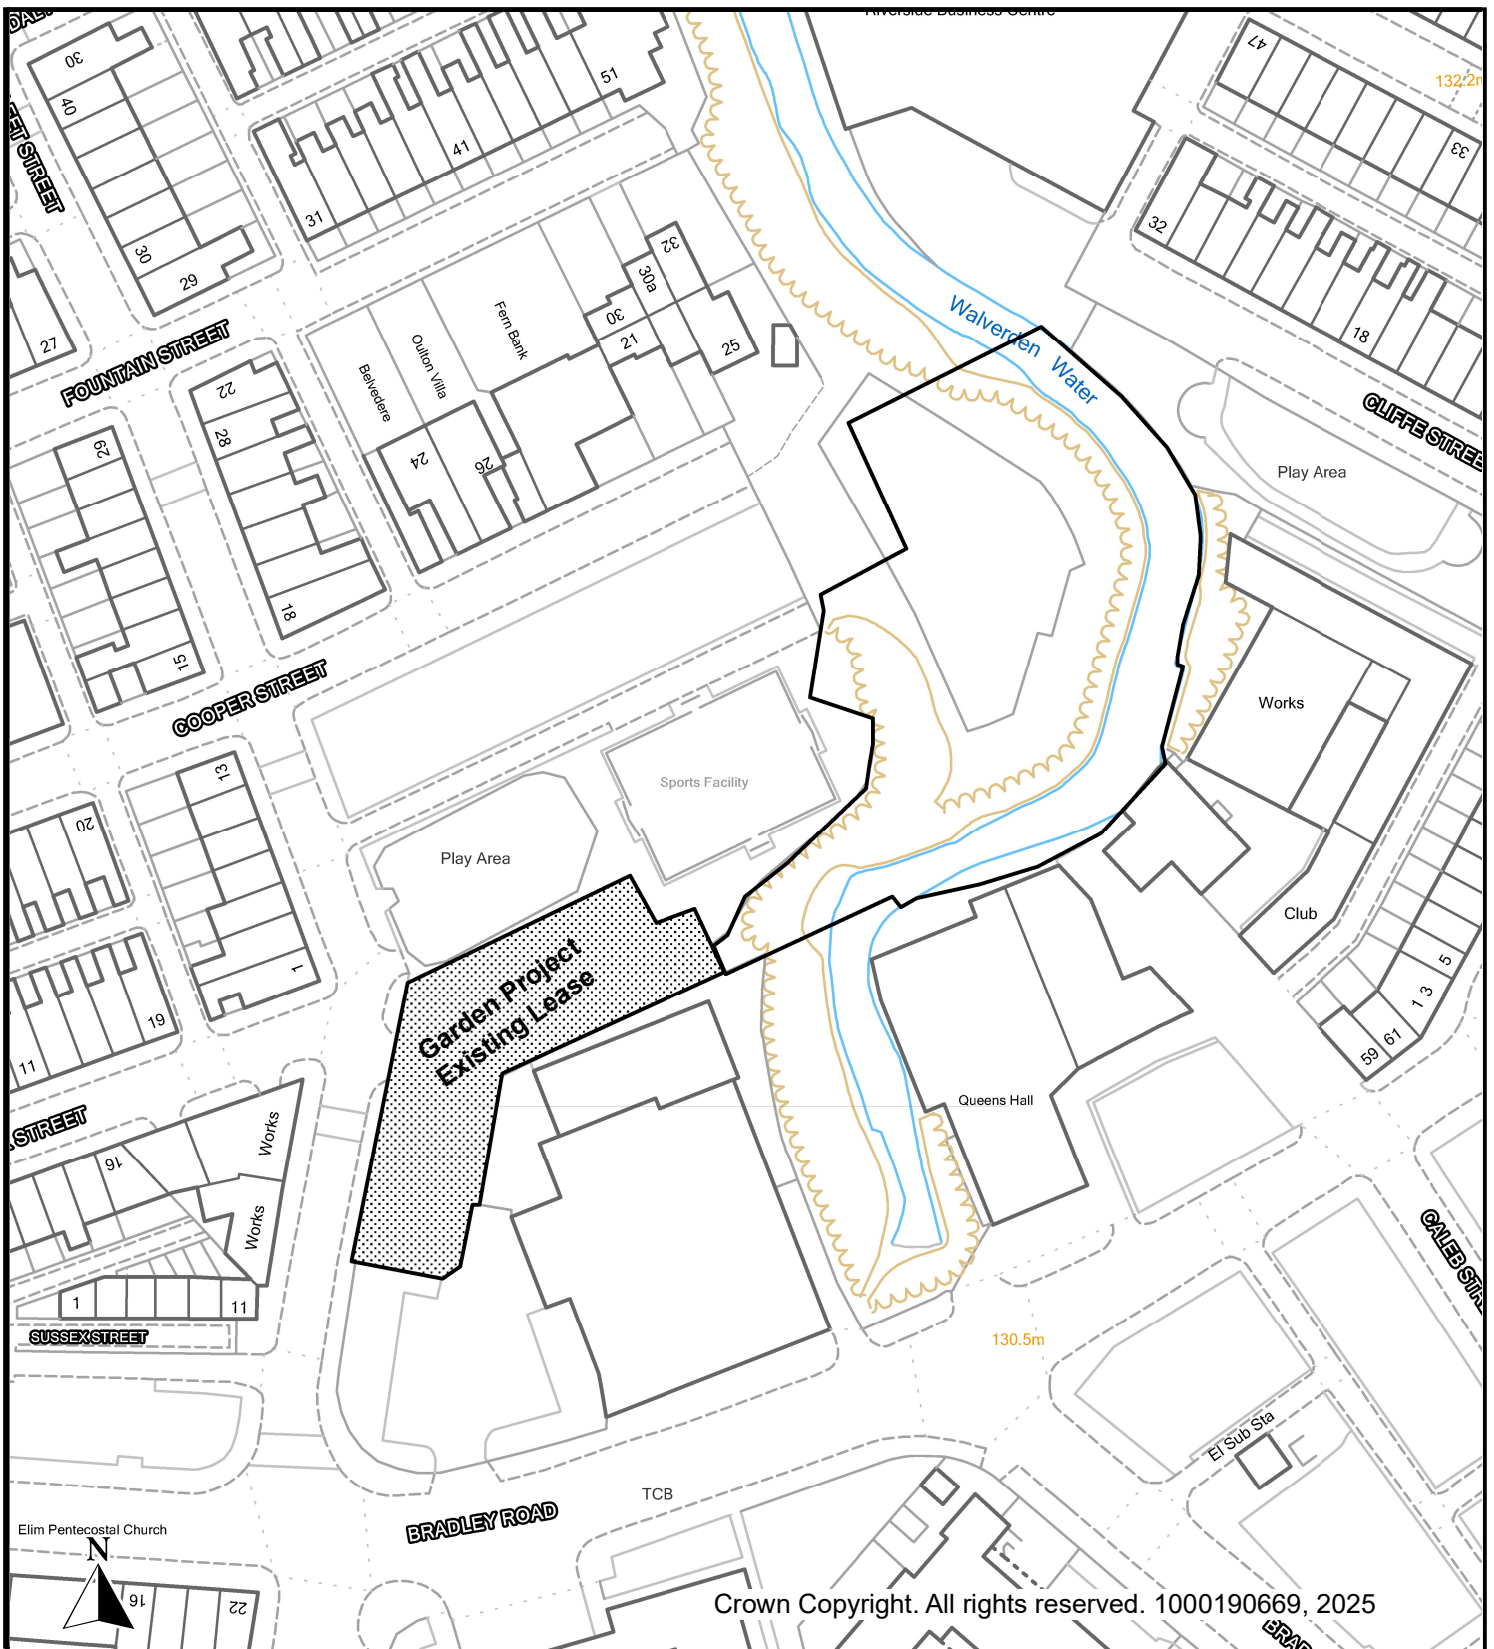 Riverside Business Centre
30
40
51
47
132.2m
41
33
31
32
30
29
32
30a
27
Walverden Water
18
FOUNTAIN STREET
Fern Bank
30
21
25
Oulton Villa
Belvedere
22
28
CLIFFE STREE
29
24
26
Play Area
18
15
COOPER STREET
Works
13
Sports Facility
20
Play Area
Club
1
5
Garden Project
Existing Lease
19
1 3
61
59
11
Queens Hall
STREET
Works
16
Works
CALEB STR
1
11
SUSSEX STREET
130.5m
El Sub Sta
TCB
BRADLEY ROAD
Elim Pentecostal Church
N
16
22
Crown Copyright. All rights reserved. 1000190669, 2025
BRAD